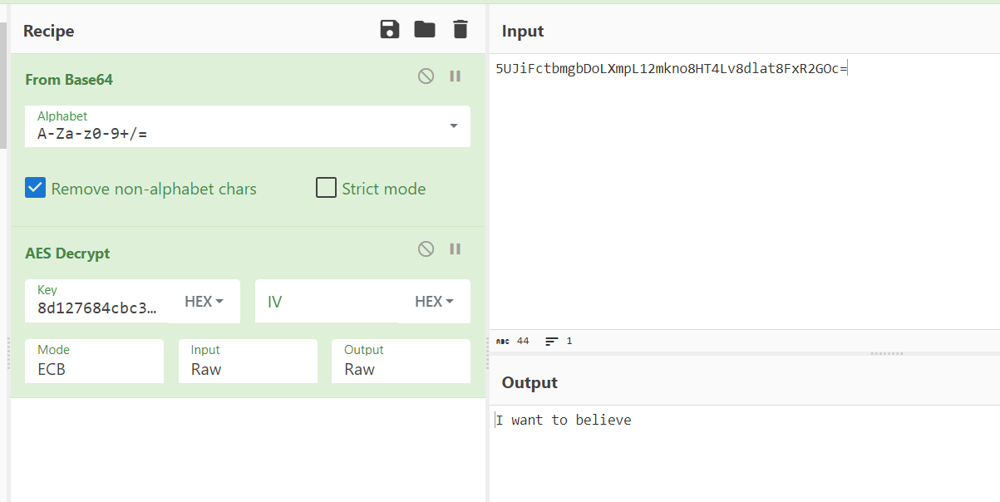 Recipe
From Base64
Alphabet
A-Za-z0-9+/=
Remove non-alphabet chars
Strict mode
AES Decrypt
Key
8d127684cbc3…
HEX
IV
HEX
Mode
ECB
Input
Raw
Output
Raw
Input
5UJiFctbmgbDoLXmpL12mkno8HT4Lv8dlat8FxR2GOc=
ABC 44
1
Output
I want to believe